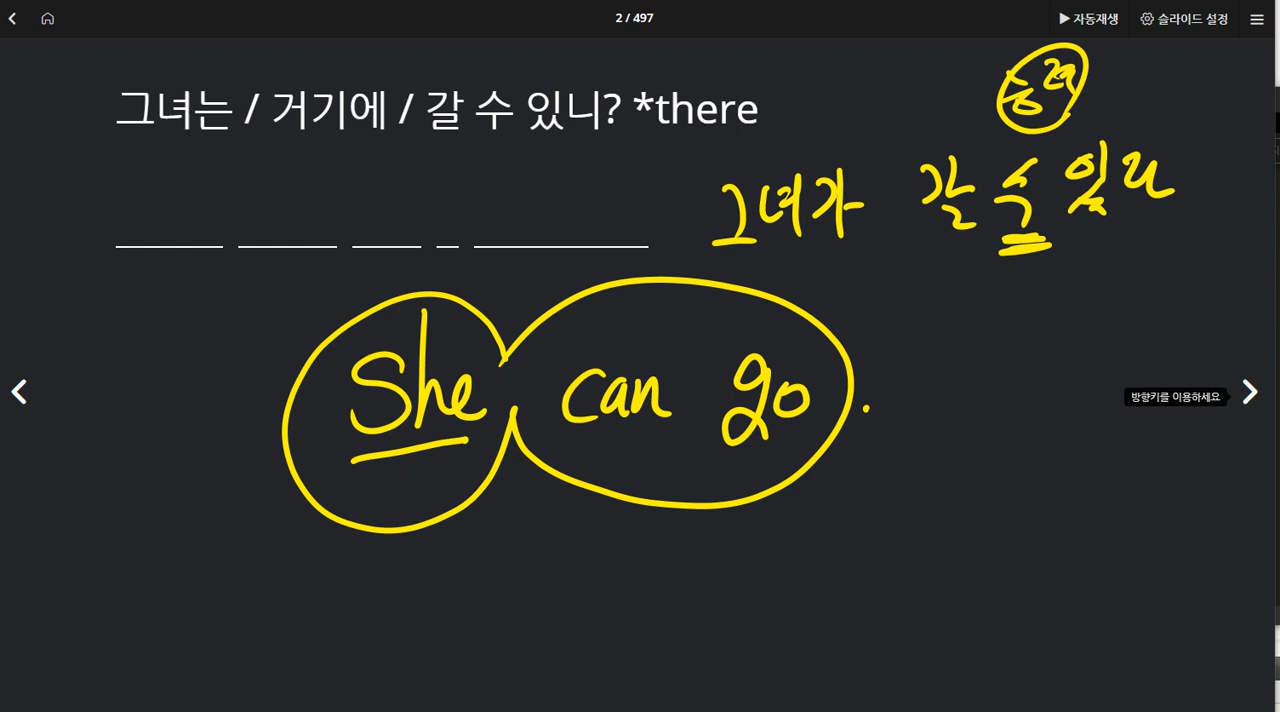 2 / 497
자동재생
슬라이드 설정
그녀는 / 거기에 / 갈 수 있니? *there
능력
그녀가 갈 수 있
She can go.
방향키를 이용하세요